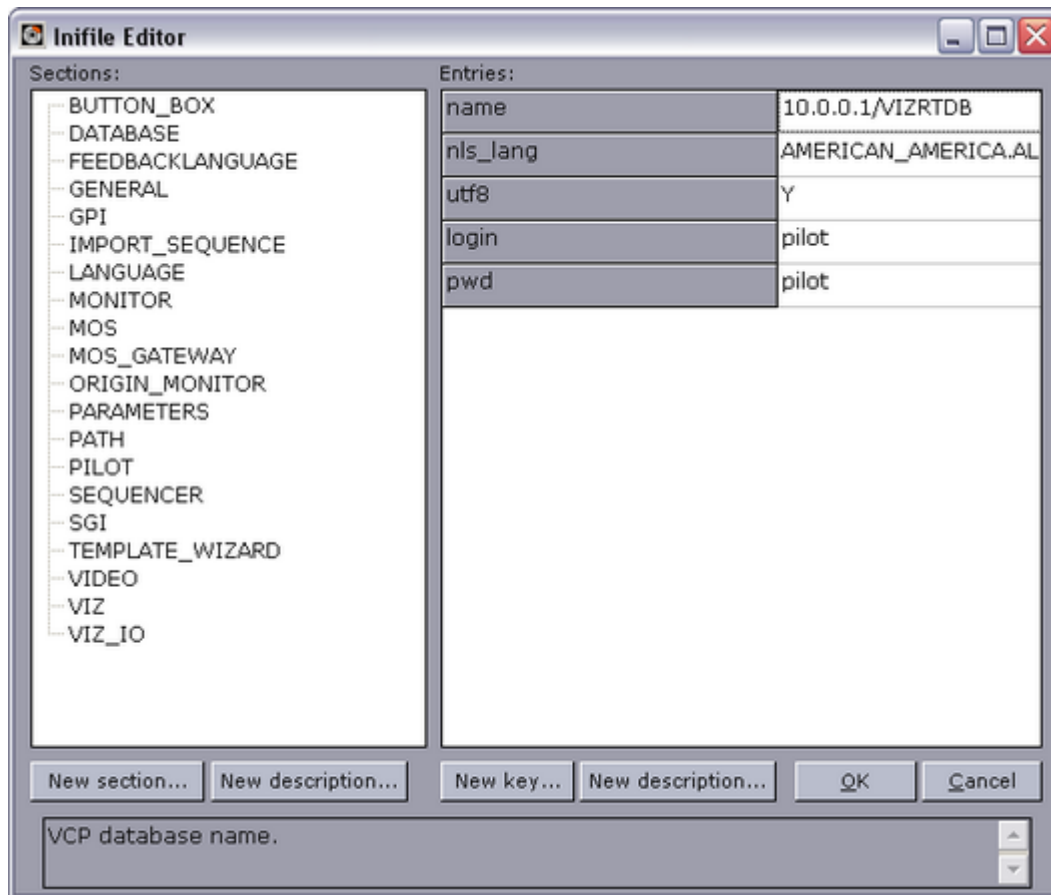 Inifile Editor
Sections:
BUTTON_BOX
DATABASE
FEEDBACKLANGUAGE
GENERAL
GPI
IMPORT_SEQUENCE
LANGUAGE
MONITOR
MOS
MOS_GATEWAY
ORIGIN_MONITOR
PARAMETERS
PATH
PILOT
SEQUENCER
SGI
TEMPLATE_WIZARD
VIDEO
VIZ
VIZ_IO
Entries:
name 10.0.0.1/VIZRTDB
nls_lang AMERICAN_AMERICA.AL
utf8 Y
login pilot
pwd pilot
New section... New description... New key... New description... OK Cancel
VCP database name.